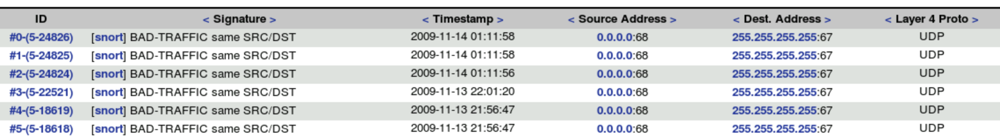 ID < Signature > < Timestamp > < Source Address > < Dest. Address > < Layer 4 Proto >
#0-(5-24826) [snort] BAD-TRAFFIC same SRC/DST 2009-11-14 01:11:58 0.0.0.0:68 255.255.255.255:67 UDP
#1-(5-24825) [snort] BAD-TRAFFIC same SRC/DST 2009-11-14 01:11:58 0.0.0.0:68 255.255.255.255:67 UDP
#2-(5-24824) [snort] BAD-TRAFFIC same SRC/DST 2009-11-14 01:11:56 0.0.0.0:68 255.255.255.255:67 UDP
#3-(5-22521) [snort] BAD-TRAFFIC same SRC/DST 2009-11-13 22:01:20 0.0.0.0:68 255.255.255.255:67 UDP
#4-(5-18619) [snort] BAD-TRAFFIC same SRC/DST 2009-11-13 21:56:47 0.0.0.0:68 255.255.255.255:67 UDP
#5-(5-18618) [snort] BAD-TRAFFIC same SRC/DST 2009-11-13 21:56:47 0.0.0.0:68 255.255.255.255:67 UDP